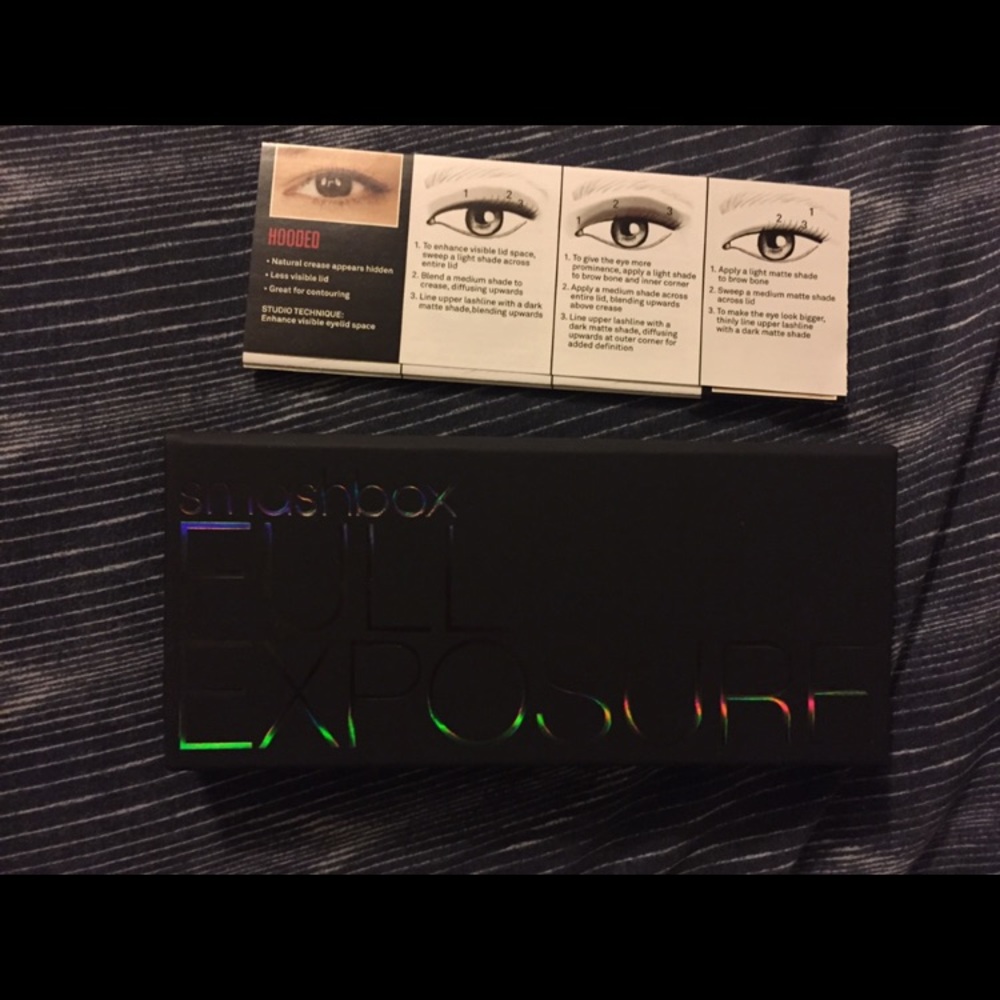 HOODED
• Natural crease appears hidden
• Less visible lid
• Great for contouring
STUDIO TECHNIQUE:
Enhance visible eyelid space
1 2 3
1. To enhance visible lid space,
sweep a light shade across
entire lid
2. Blend a medium shade to
crease, diffusing upwards
3. Line upper lashline with a dark
matte shade, blending upwards
1 2 3
1. To give the eye more
prominence, apply a light shade
to brow bone and inner corner
2. Apply a medium shade across
entire lid, blending upwards
above crease
3. Line upper lashline with a
dark matte shade, diffusing
upwards at outer corner for
added definition
1
2 3
1. Apply a light matte shade
to brow bone
2. Sweep a medium matte shade
across lid
3. To make the eye look bigger,
thinly line upper lashline
with a dark matte shade
smashbox
FULL
EXPOSURE